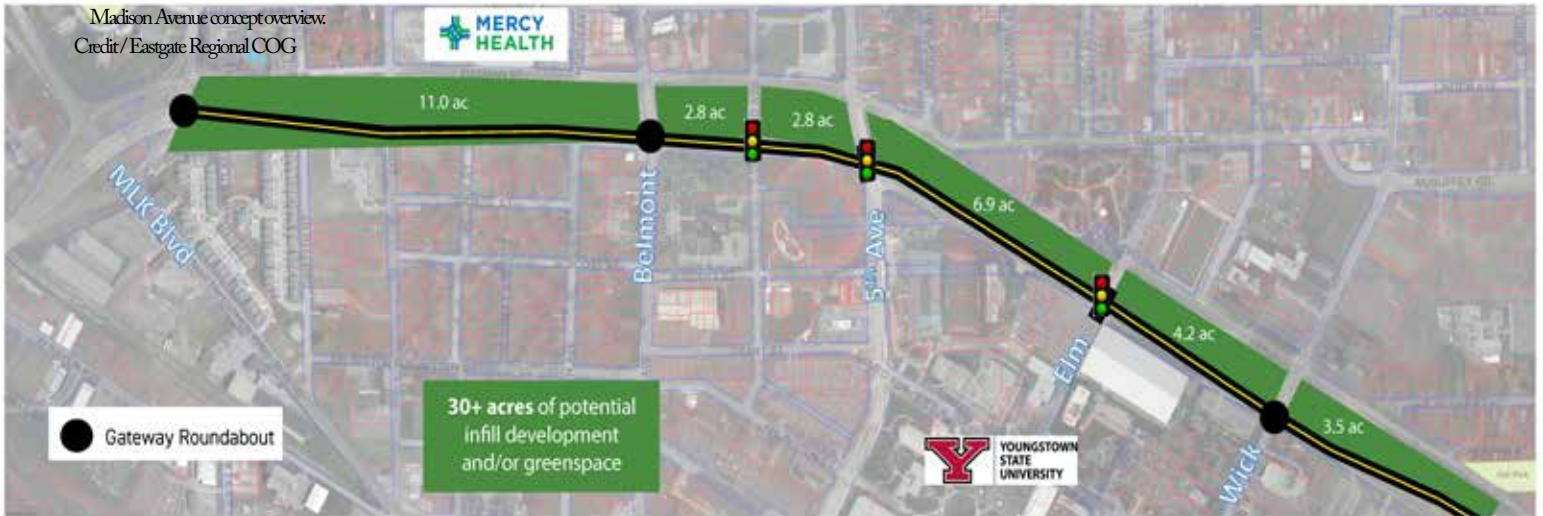 Madison Avenue concept overview.
Credit / Eastgate Regional COG
MERCY
HEALTH
11.0 ac
2.8 ac
2.8 ac
6.9 ac
4.2 ac
3.5 ac
MLK Blvd
Belmont
5th Ave
Elm
Wick
Gateway Roundabout
30+ acres of potential
infill development
and/or greenspace
Y
YOUNGSTOWN
STATE
UNIVERSITY